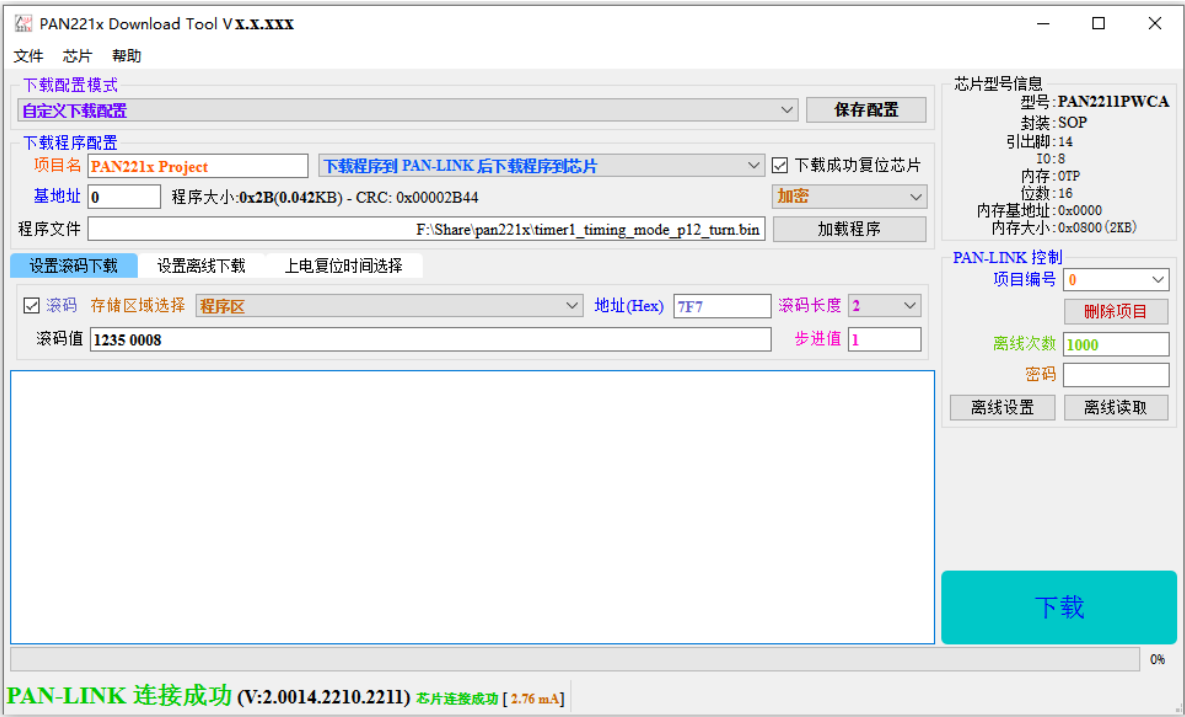 PAN221x Download Tool V x.x.xxx
文件 芯片 帮助
下载配置模式
自定义下载配置 保存配置
下载程序配置
项目名 PAN221x Project 下载程序到 PAN-LINK 后下载程序到芯片 下载成功复位芯片
基地址 0 程序大小:0x2B(0.042KB) - CRC: 0x00002B44 加密
程序文件 F:\Share\pan221x\timer1_timing_mode_p12_turn.bin 加载程序
设置滚码下载 设置离线下载 上电复位时间选择
滚码 存储区域选择 程序区 地址(Hex) 7F7 滚码长度 2
滚码值 1235 0008 步进值 1
芯片型号信息
型号:PAN2211PWCA
封装:SOP
引出脚:14
IO:8
内存:OTP
位数:16
内存基地址:0x0000
内存大小:0x0800(2KB)
PAN-LINK 控制
项目编号 0
删除项目
离线次数 1000
密码
离线设置 离线读取
下载
0%
PAN-LINK 连接成功 (V:2.0014.2210.2211) 芯片连接成功 [ 2.76 mA]